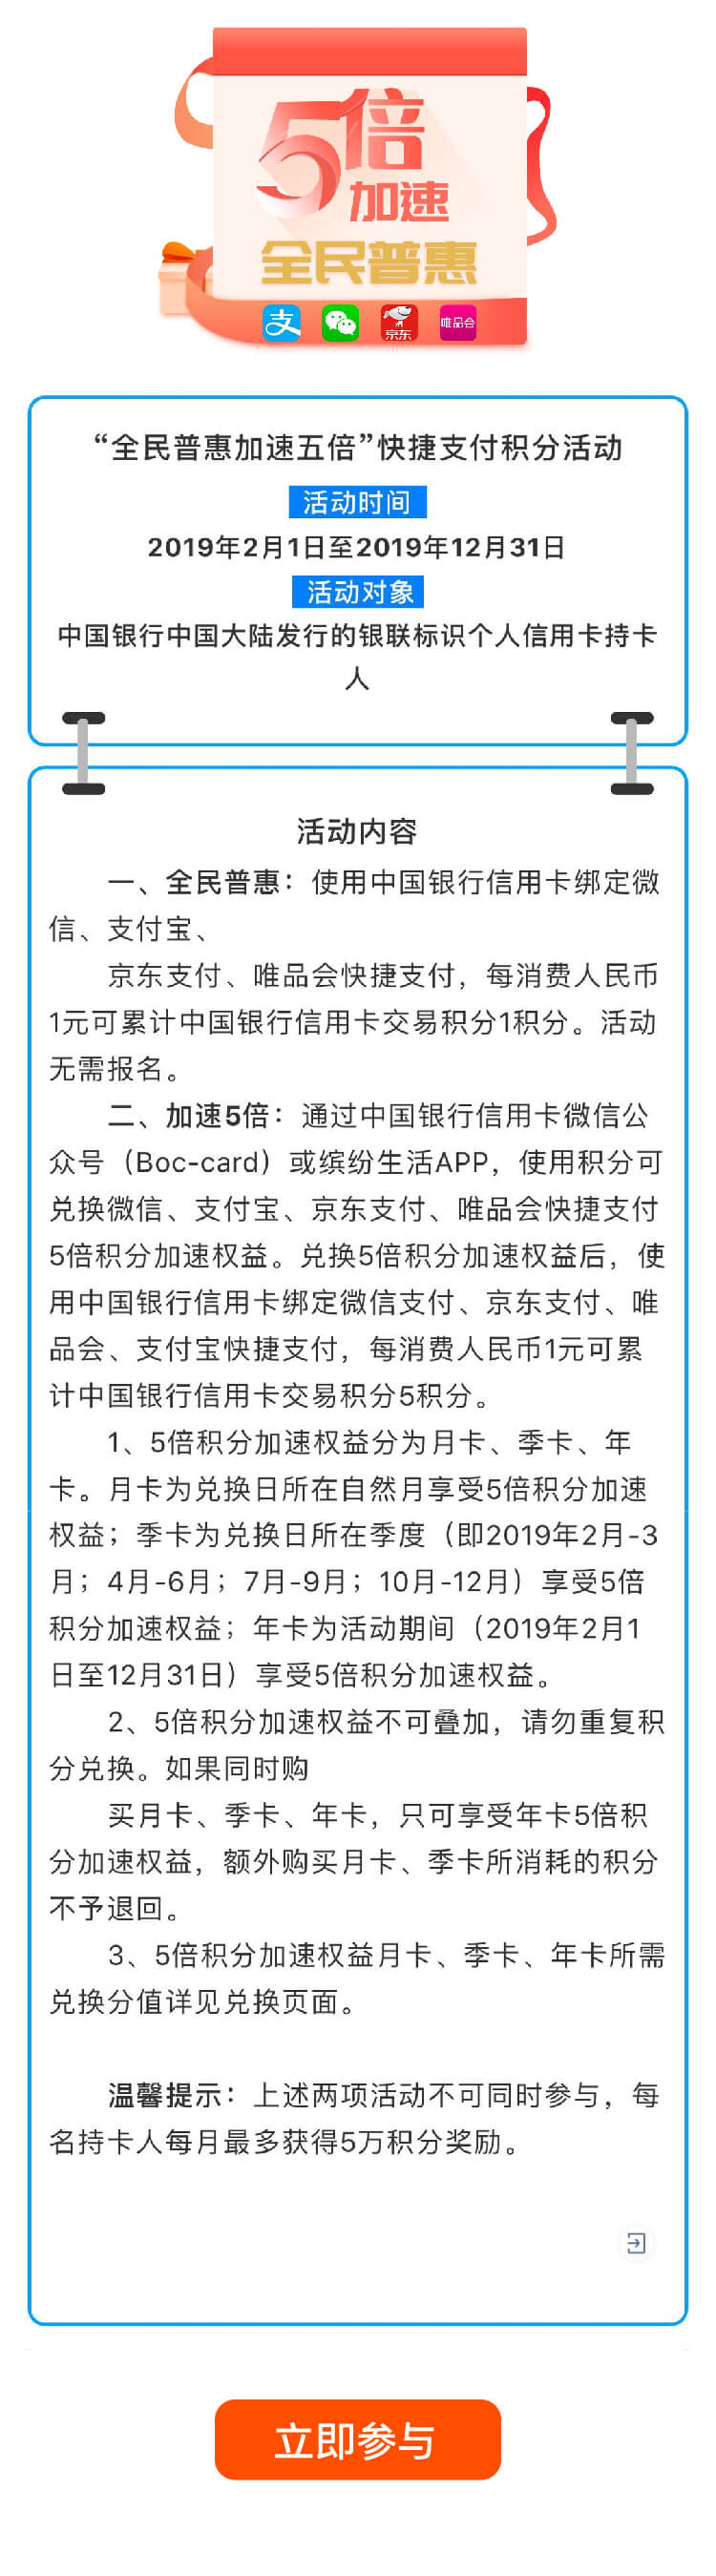 5倍
加速
全民普惠
支
京东
唯品会
“全民普惠加速五倍”快捷支付积分活动
活动时间
2019年2月1日至2019年12月31日
活动对象
中国银行中国大陆发行的银联标识个人信用卡持卡
人
活动内容
一、全民普惠：使用中国银行信用卡绑定微
信、支付宝、
京东支付、唯品会快捷支付，每消费人民币
1元可累计中国银行信用卡交易积分1积分。活动
无需报名。
二、加速5倍：通过中国银行信用卡微信公
众号（Boc-card）或缤纷生活APP，使用积分可
兑换微信、支付宝、京东支付、唯品会快捷支付
5倍积分加速权益。兑换5倍积分加速权益后，使
用中国银行信用卡绑定微信支付、京东支付、唯
品会、支付宝快捷支付，每消费人民币1元可累
计中国银行信用卡交易积分5积分。
1、5倍积分加速权益分为月卡、季卡、年
卡。月卡为兑换日所在自然月享受5倍积分加速
权益；季卡为兑换日所在季度（即2019年2月-3
月；4月-6月；7月-9月；10月-12月）享受5倍
积分加速权益；年卡为活动期间（2019年2月1
日至12月31日）享受5倍积分加速权益。
2、5倍积分加速权益不可叠加，请勿重复积
分兑换。如果同时购
买月卡、季卡、年卡，只可享受年卡5倍积
分加速权益，额外购买月卡、季卡所消耗的积分
不予退回。
3、5倍积分加速权益月卡、季卡、年卡所需
兑换分值详见兑换页面。
温馨提示：上述两项活动不可同时参与，每
名持卡人每月最多获得5万积分奖励。
立即参与